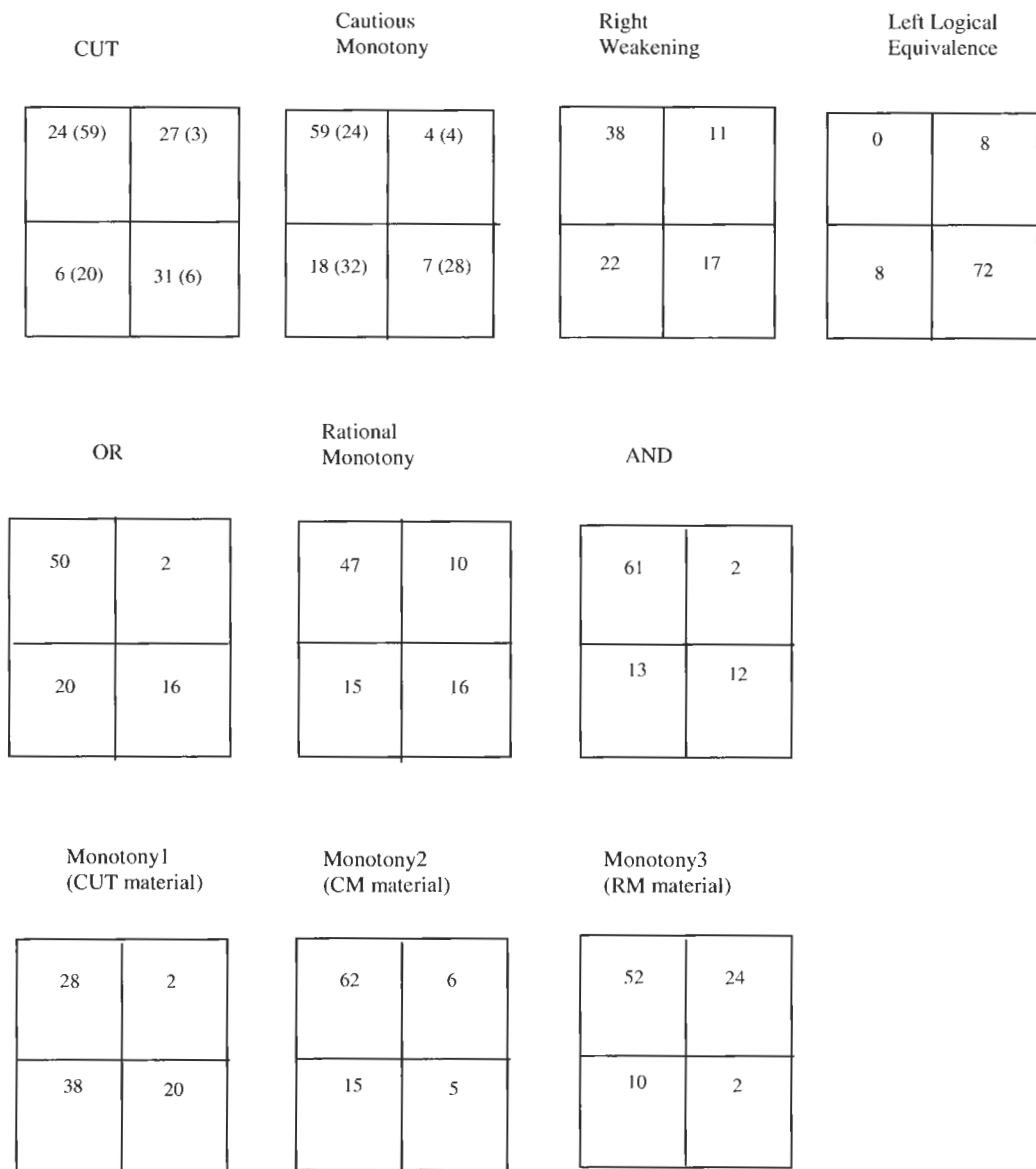 CUT
Cautious
Monotony
Right
Weakening
Left Logical
Equivalence
24 (59) 27 (3)
6 (20) 31 (6)
59 (24) 4 (4)
18 (32) 7 (28)
38 11
22 17
0 8
8 72
OR
Rational
Monotony
AND
50 2
20 16
47 10
15 16
61 2
13 12
Monotony1
(CUT material)
Monotony2
(CM material)
Monotony3
(RM material)
28 2
38 20
62 6
15 5
52 24
10 2